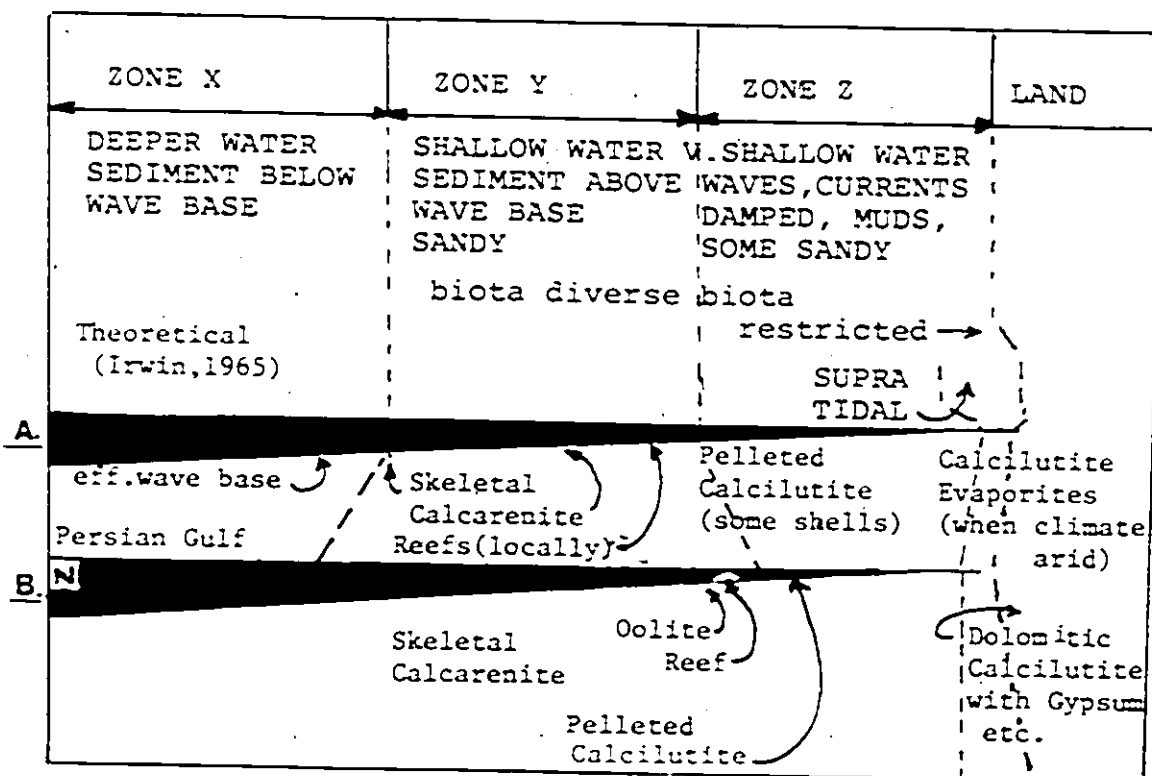 ZONE X
ZONE Y
ZONE Z
LAND
DEEPER WATER
SEDIMENT BELOW
WAVE BASE
SHALLOW WATER
SEDIMENT ABOVE
WAVE BASE
SANDY
V.SHALLOW WATER
WAVES,CURRENTS
DAMPED, MUDS,
SOME SANDY
biota diverse
biota
restricted
Theoretical
(Irwin,1965)
SUPRA
TIDAL
A.
eff.wave base
Skeletal
Calcarenite
Reefs(locally)
Pelleted
Calcilutite
(some shells)
Calcilutite
Evaporites
(when climate
arid)
Persian Gulf
N
B.
Skeletal
Calcarenite
Oolite
Reef
Pelleted
Calcilutite
Dolomitic
Calcilutite
with Gypsum
etc.